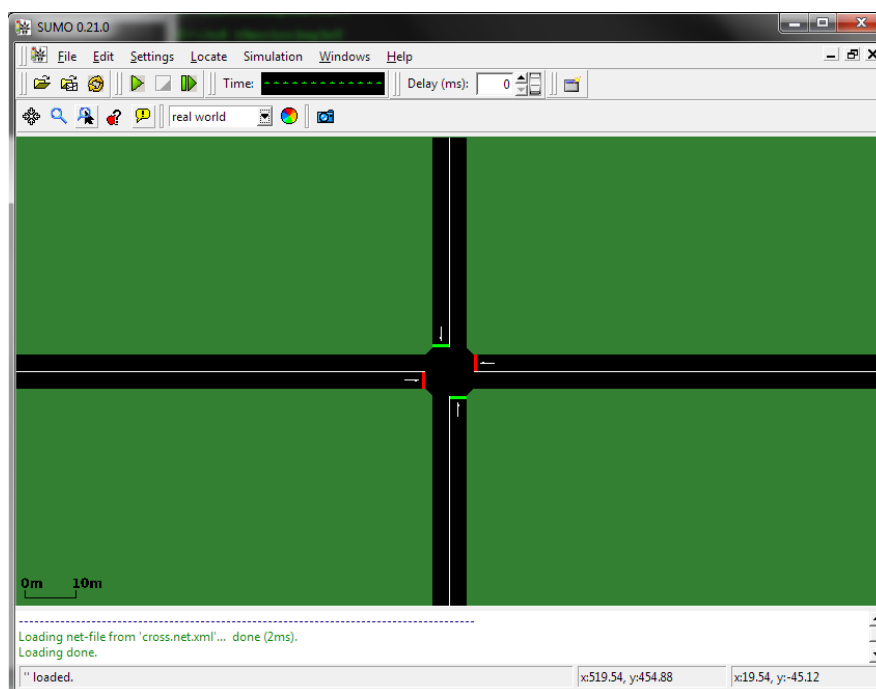 SUMO 0.21.0
File Edit Settings Locate Simulation Windows Help
Time: Delay (ms): 0
real world
0m 10m
--------------------------------------------------------------------------------
Loading net-file from 'cross.net.xml'... done (2ms).
Loading done.
'' loaded. x:519.54, y:454.88 x:19.54, y:-45.12